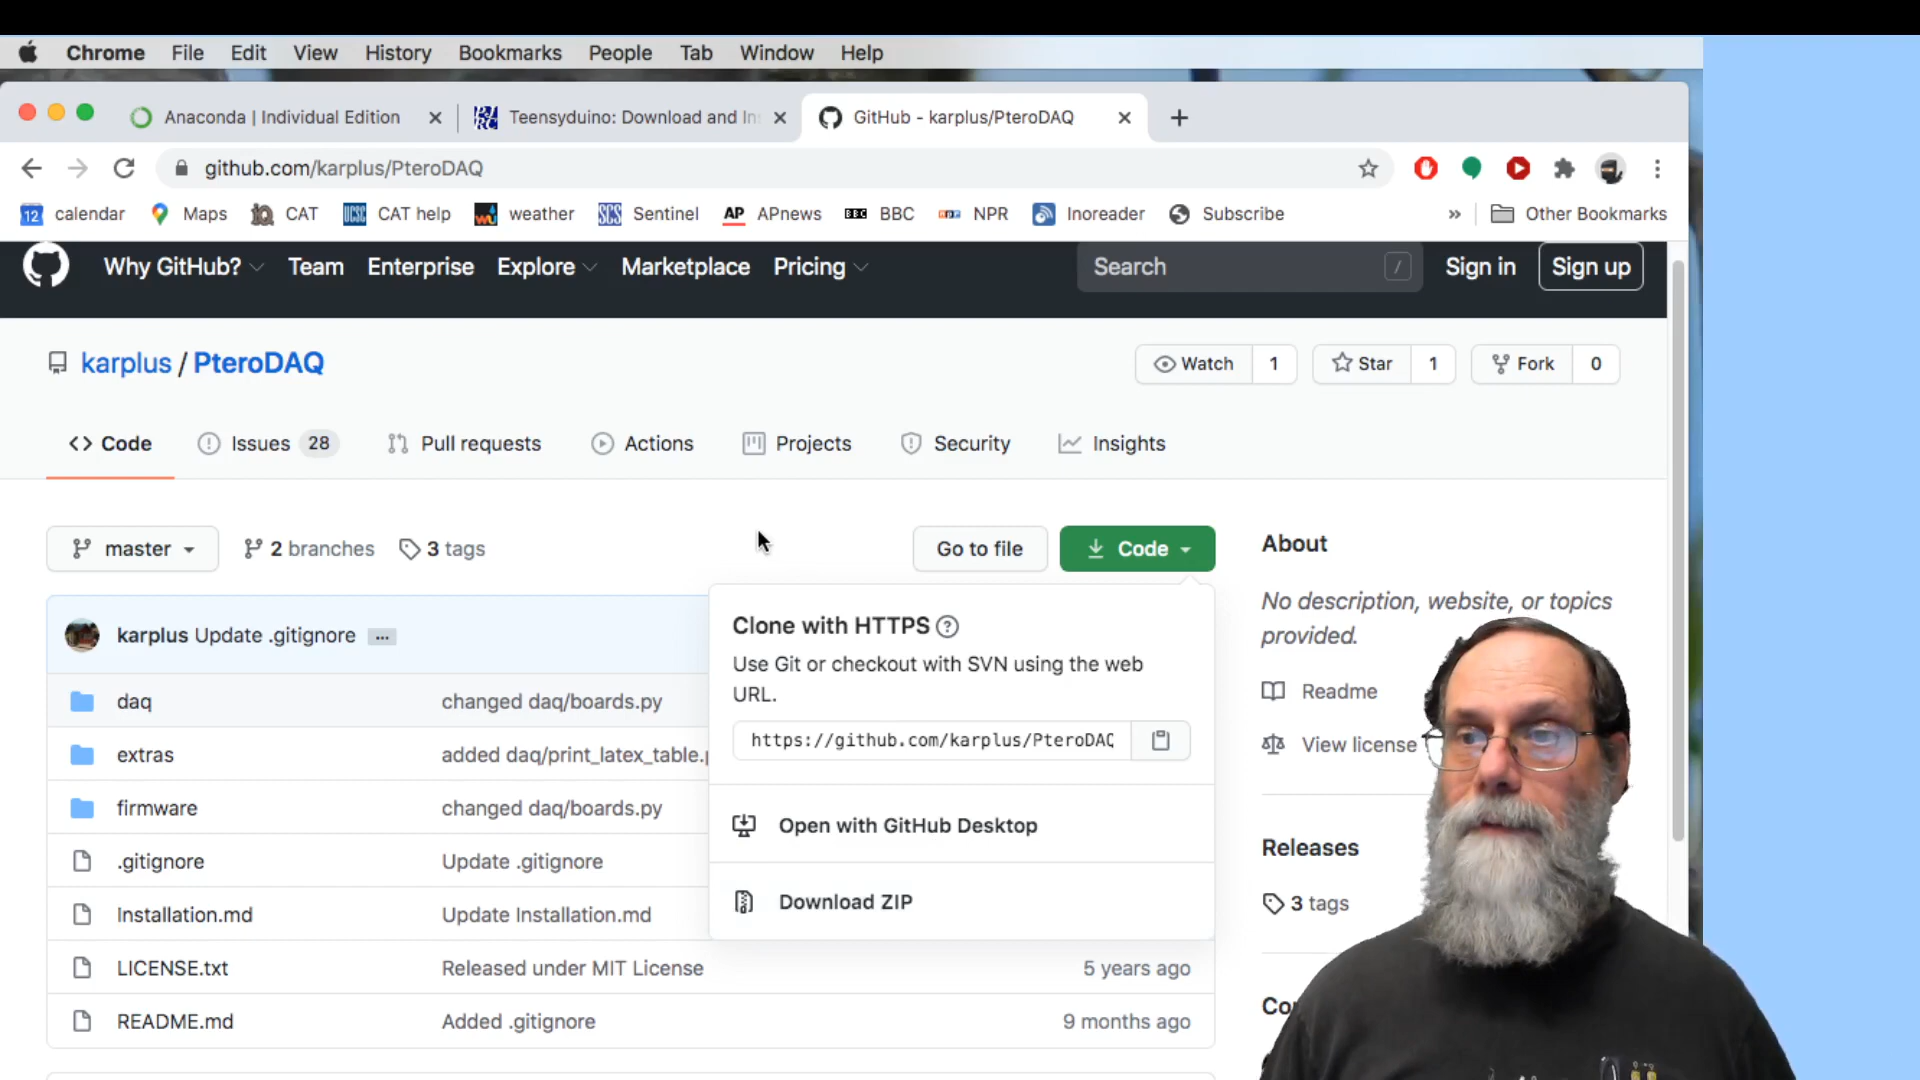 Chrome File Edit View History Bookmarks People Tab Window Help
Anaconda | Individual Edition
Teensyduino: Download and In
GitHub - karplus/PteroDAQ
github.com/karplus/PteroDAQ
12 calendar Maps CAT UCSC CAT help weather SCS Sentinel AP APnews BBC BBC npr NPR Inoreader Subscribe » Other Bookmarks
Why GitHub? Team Enterprise Explore Marketplace Pricing Search / Sign in Sign up
karplus / PteroDAQ
Watch 1 Star 1 Fork 0
<> Code Issues 28 Pull requests Actions Projects Security Insights
master 2 branches 3 tags Go to file Code
karplus Update .gitignore ...
daq changed daq/boards.py
extras added daq/print_latex_table.
firmware changed daq/boards.py
.gitignore Update .gitignore
Installation.md Update Installation.md
LICENSE.txt Released under MIT License 5 years ago
README.md Added .gitignore 9 months ago
Clone with HTTPS ?
Use Git or checkout with SVN using the web
URL.
https://github.com/karplus/PteroDAQ
Open with GitHub Desktop
Download ZIP
About
No description, website, or topics
provided.
Readme
View license
Releases
3 tags